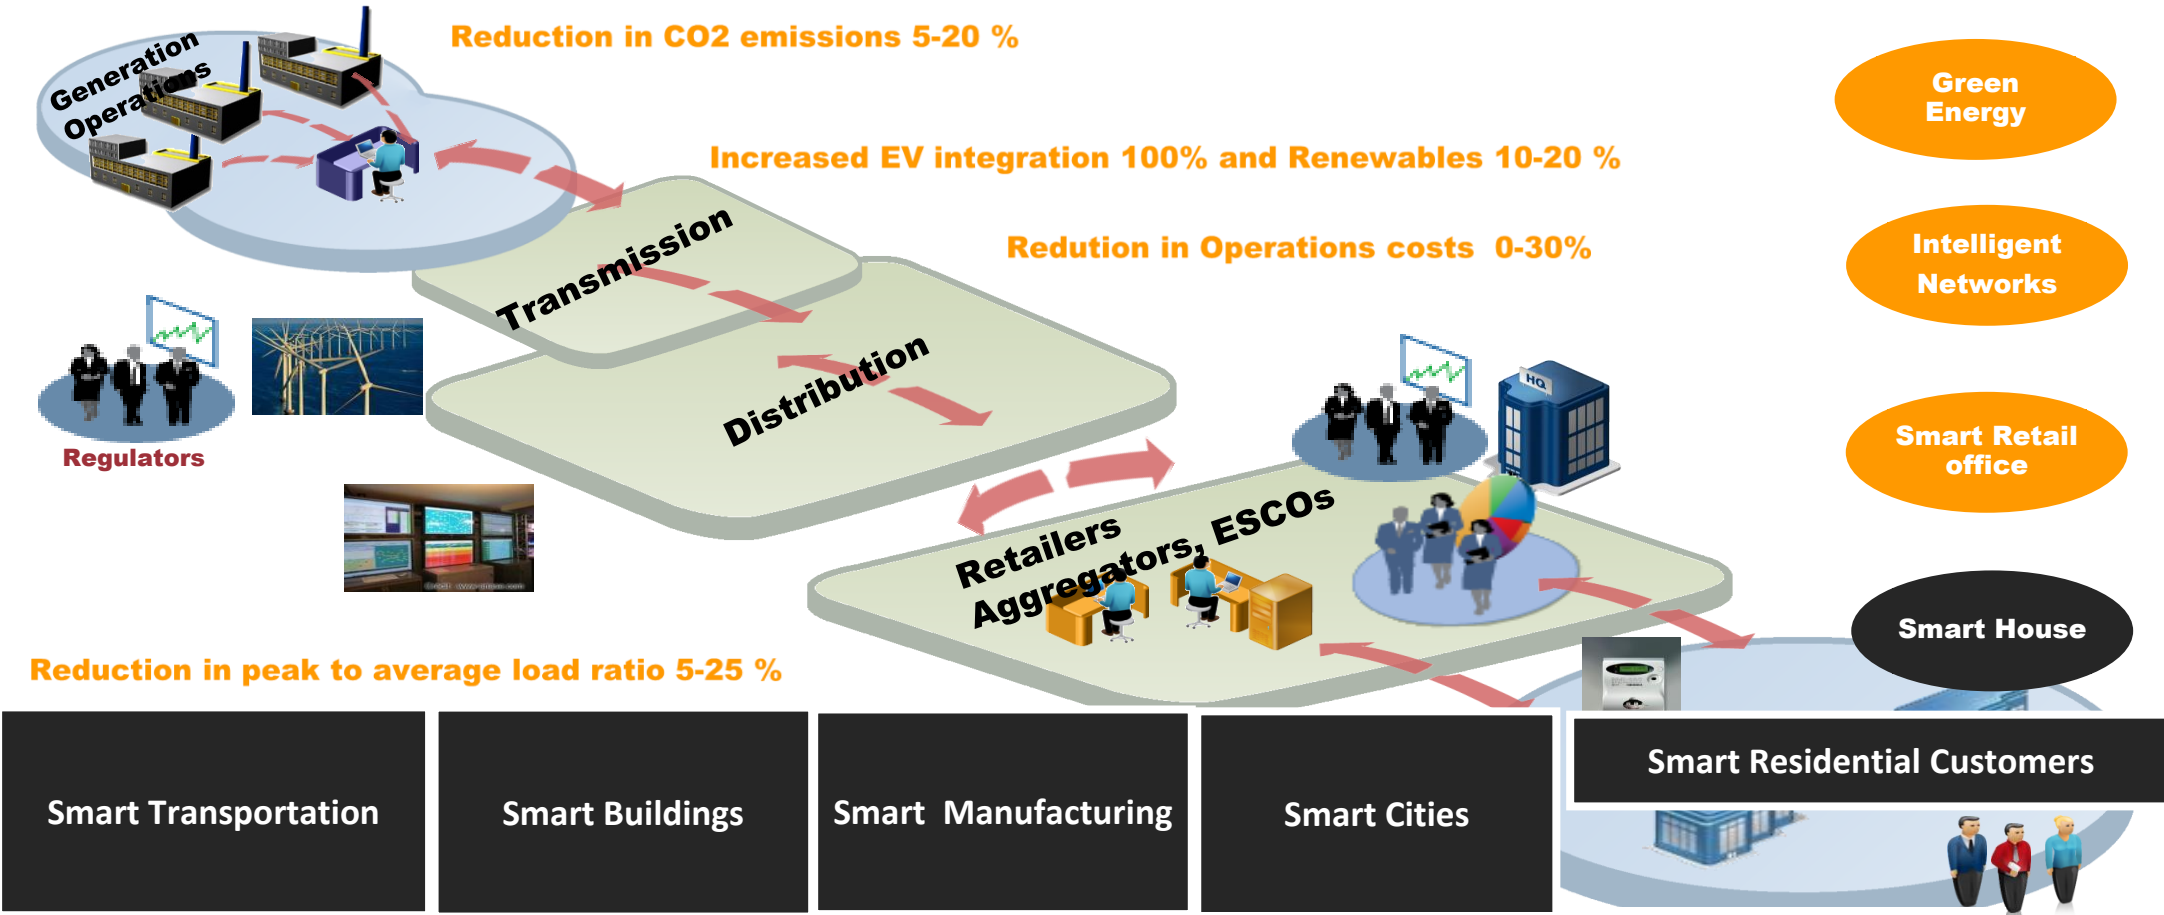 Reduction in CO2 emissions 5-20 %
Generation
Operations
Green
Energy
Increased EV integration 100% and Renewables 10-20 %
Transmission
Redution in Operations costs 0-30%
Intelligent
Networks
Distribution
HQ
Regulators
Smart Retail
office
Retailers
Aggregators, ESCOs
Smart House
Reduction in peak to average load ratio 5-25 %
Smart Transportation
Smart Buildings
Smart Manufacturing
Smart Cities
Smart Residential Customers